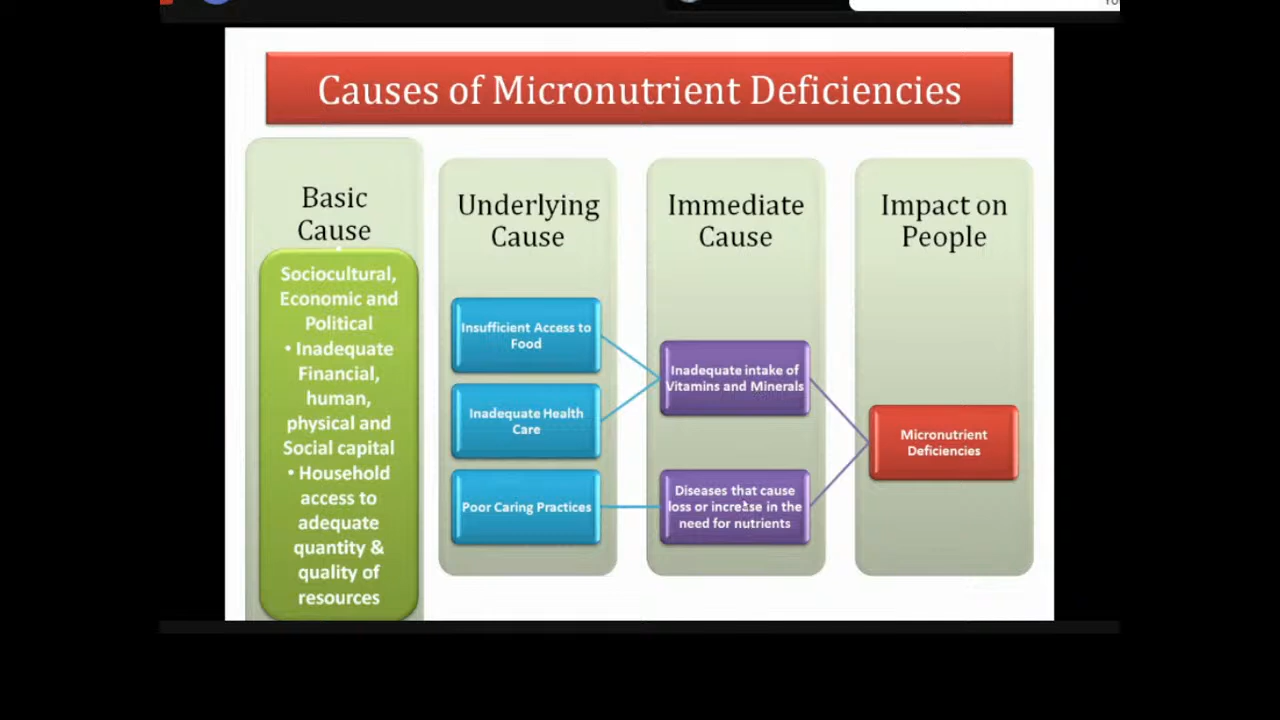 Causes of Micronutrient Deficiencies
Basic
Cause
Sociocultural,
Economic and
Political
• Inadequate
Financial,
human,
physical and
Social capital
• Household
access to
adequate
quantity &
quality of
resources
Underlying
Cause
Insufficient Access to
Food
Inadequate Health
Care
Poor Caring Practices
Immediate
Cause
Inadequate intake of
Vitamins and Minerals
Diseases that cause
loss or increase in the
need for nutrients
Impact on
People
Micronutrient
Deficiencies